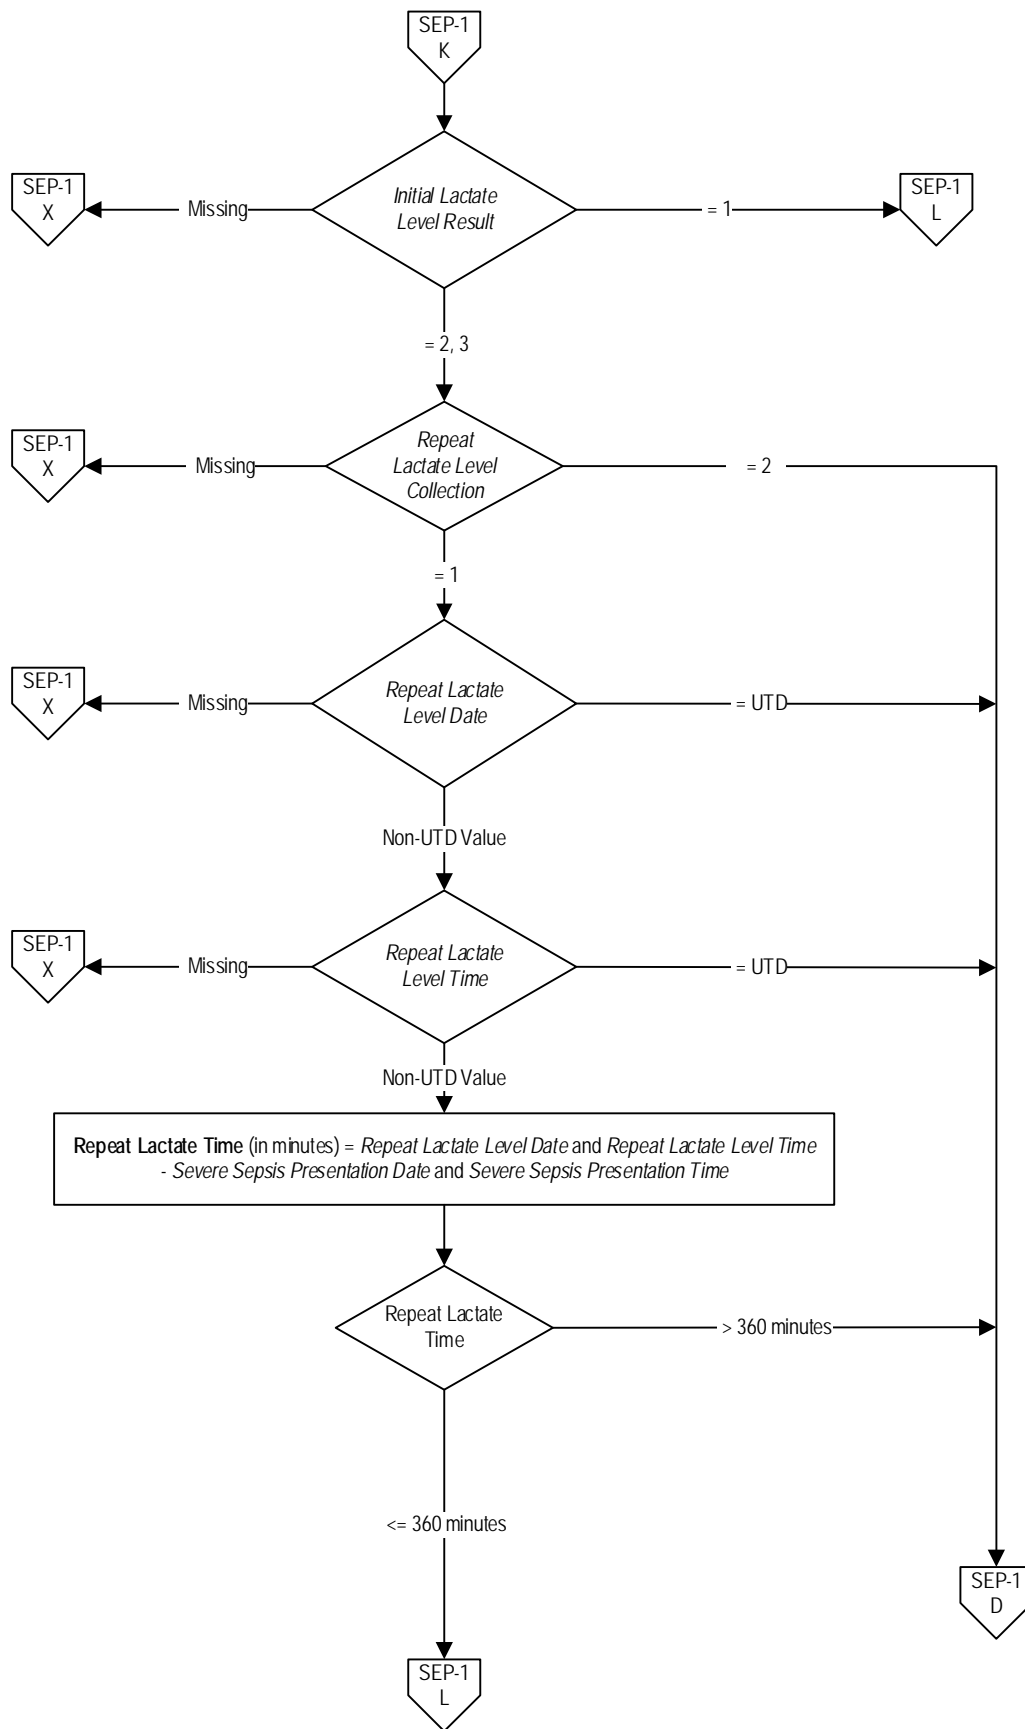 SEP-1
K
Initial Lactate
Level Result
SEP-1
X
Missing
= 1
SEP-1
L
= 2, 3
Repeat
Lactate Level
Collection
SEP-1
X
Missing
= 2
= 1
Repeat Lactate
Level Date
SEP-1
X
Missing
= UTD
Non-UTD Value
Repeat Lactate
Level Time
SEP-1
X
Missing
= UTD
Non-UTD Value
Repeat Lactate Time (in minutes) = Repeat Lactate Level Date and Repeat Lactate Level Time
- Severe Sepsis Presentation Date and Severe Sepsis Presentation Time
Repeat Lactate
Time
> 360 minutes
<= 360 minutes
SEP-1
D
SEP-1
L